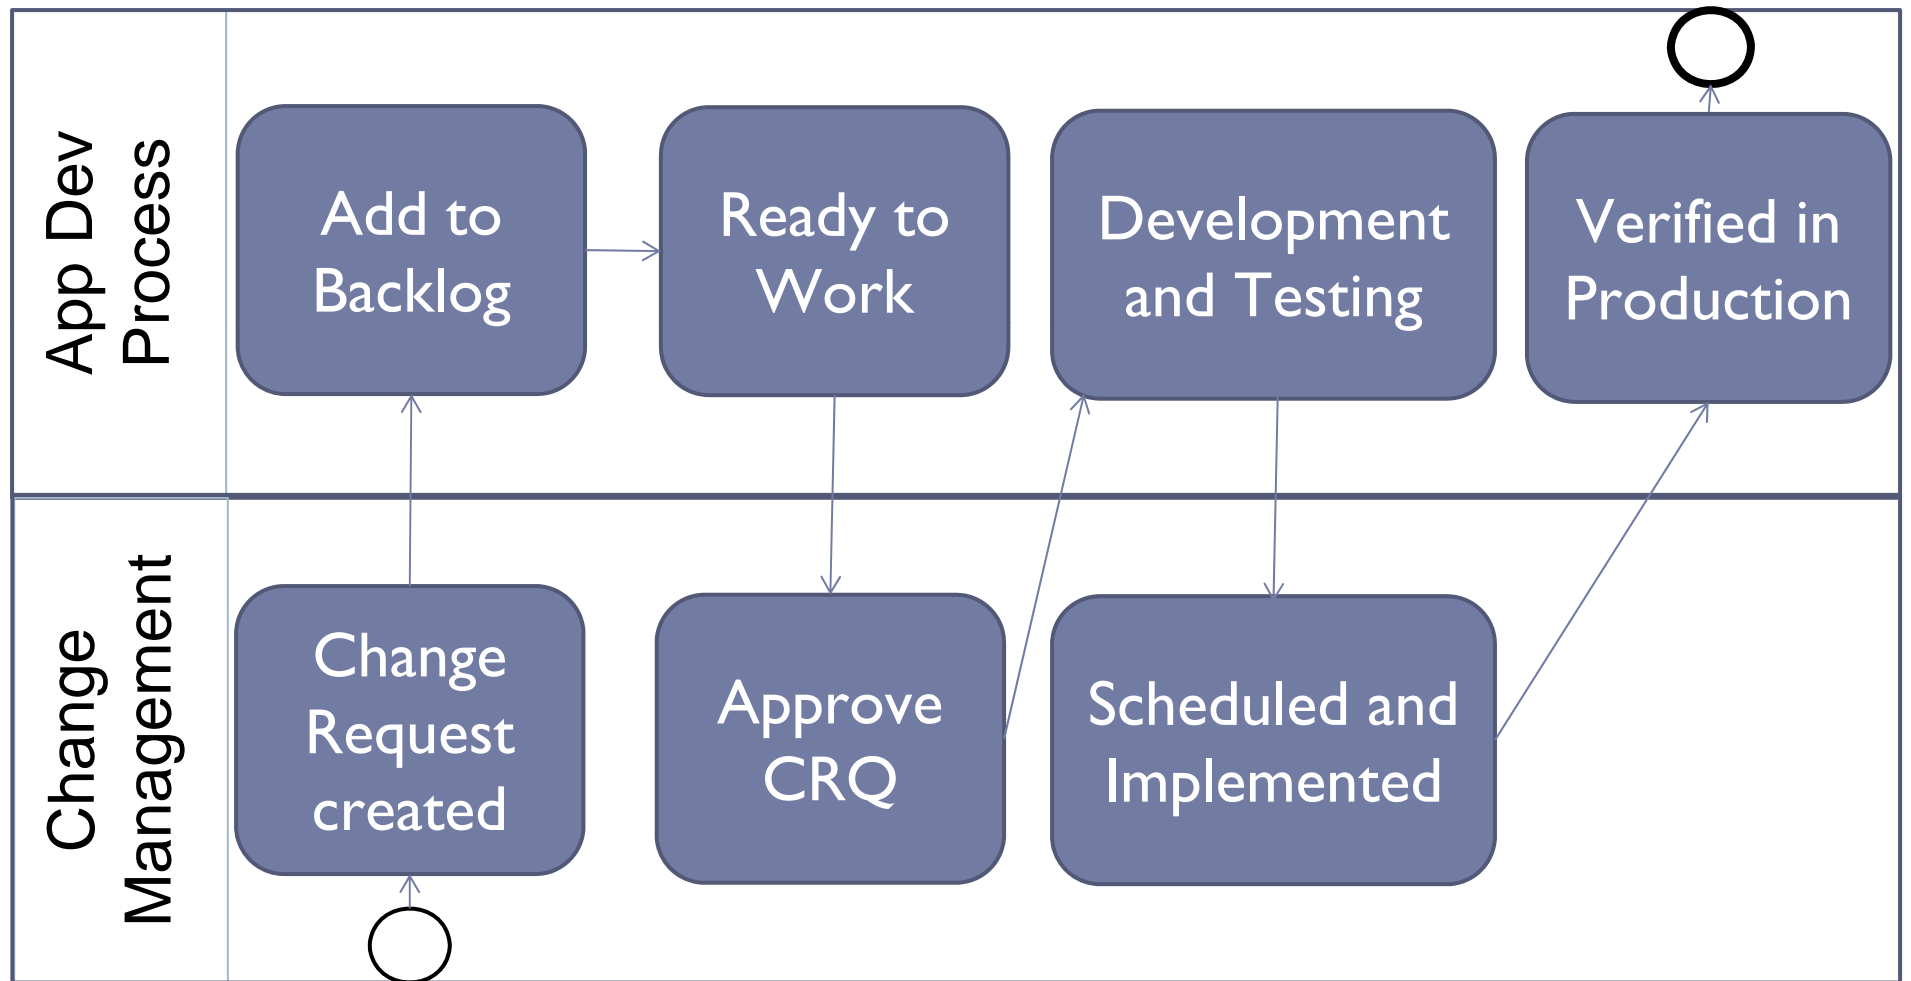 App Dev
Process
Add to
Backlog
Ready to
Work
Development
and Testing
Verified in
Production
Change
Management
Change
Request
created
Approve
CRQ
Scheduled and
Implemented